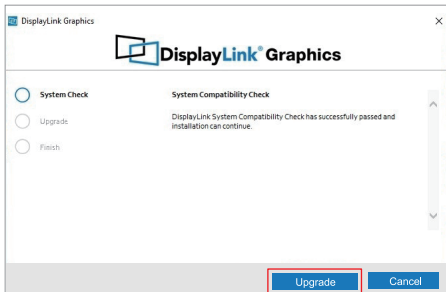 DisplayLink Graphics
DisplayLink® Graphics
System Check
Upgrade
Finish
System Compatibility Check
DisplayLink System Compatibility Check has successfully passed and
installation can continue.
Upgrade
Cancel